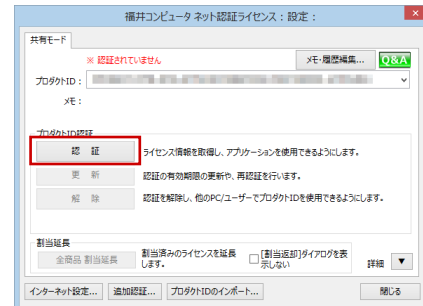 福井コンピュータ ネット認証ライセンス：設定：
×
共有モード
※ 認証されていません
メモ・履歴編集...
Q&A
プロダクトID：
メモ：
プロダクトID認証
認 証
ライセンス情報を取得し、アプリケーションを使用できるようにします。
更 新
認証の有効期限の更新や、再認証を行います。
解 除
認証を解除し、他のPC/ユーザーでプロダクトIDを使用できるようにします。
割当延長
全商品 割当延長
割当済みのライセンスを延長
します。
[割当返却]ダイアログを表
示しない
詳細 ▼
インターネット設定...
追加認証...
プロダクトIDのインポート...
閉じる